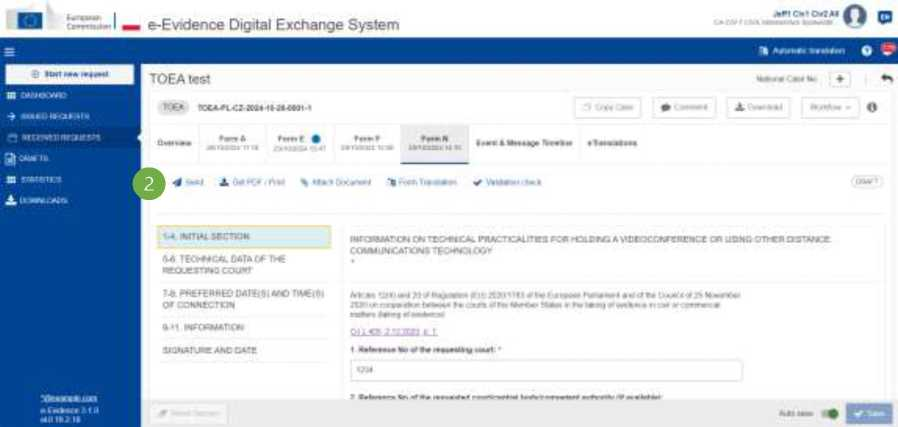 European
Commission
e-Evidence Digital Exchange System
Jeff1 Civ1 Civ2 All
EN
Automatic translation
Start new request
TOEA test
National Case No
DASHBOARD
ISSUED REQUESTS
RECEIVED REQUESTS
DRAFTS
STATISTICS
DOWNLOADS
TOEA
TOEA-PL-CZ-2024-10-28-0001-1
Copy Case
Comment
Download
Workflow
Overview
Form A
Form E
Form F
Form N
Event & Message Timeline
eTranslations
2
Send
Get PDF / Print
Attach Document
Form Translation
Validation check
DRAFT
1-4. INITIAL SECTION
5-6. TECHNICAL DATA OF THE
REQUESTING COURT
7-8. PREFERRED DATE(S) AND TIME(S)
OF CONNECTION
9-11. INFORMATION
SIGNATURE AND DATE
INFORMATION ON TECHNICAL PRACTICALITIES FOR HOLDING A VIDEOCONFERENCE OR USING OTHER DISTANCE
COMMUNICATIONS TECHNOLOGY
*
Articles 12(4) and 20 of Regulation (EU) 2020/1783 of the European Parliament and of the Council of 25 November
2020 on cooperation between the courts of the Member States in the taking of evidence in civil or commercial
matters (taking of evidence)
OJ L 405, 2.12.2020, p. 1.
1. Reference No of the requesting court: *
1234
2. Reference No. of the requested court/central body/competent authority (if available):
Reset Section
Auto save
Save
e-Evidence 3.1.0